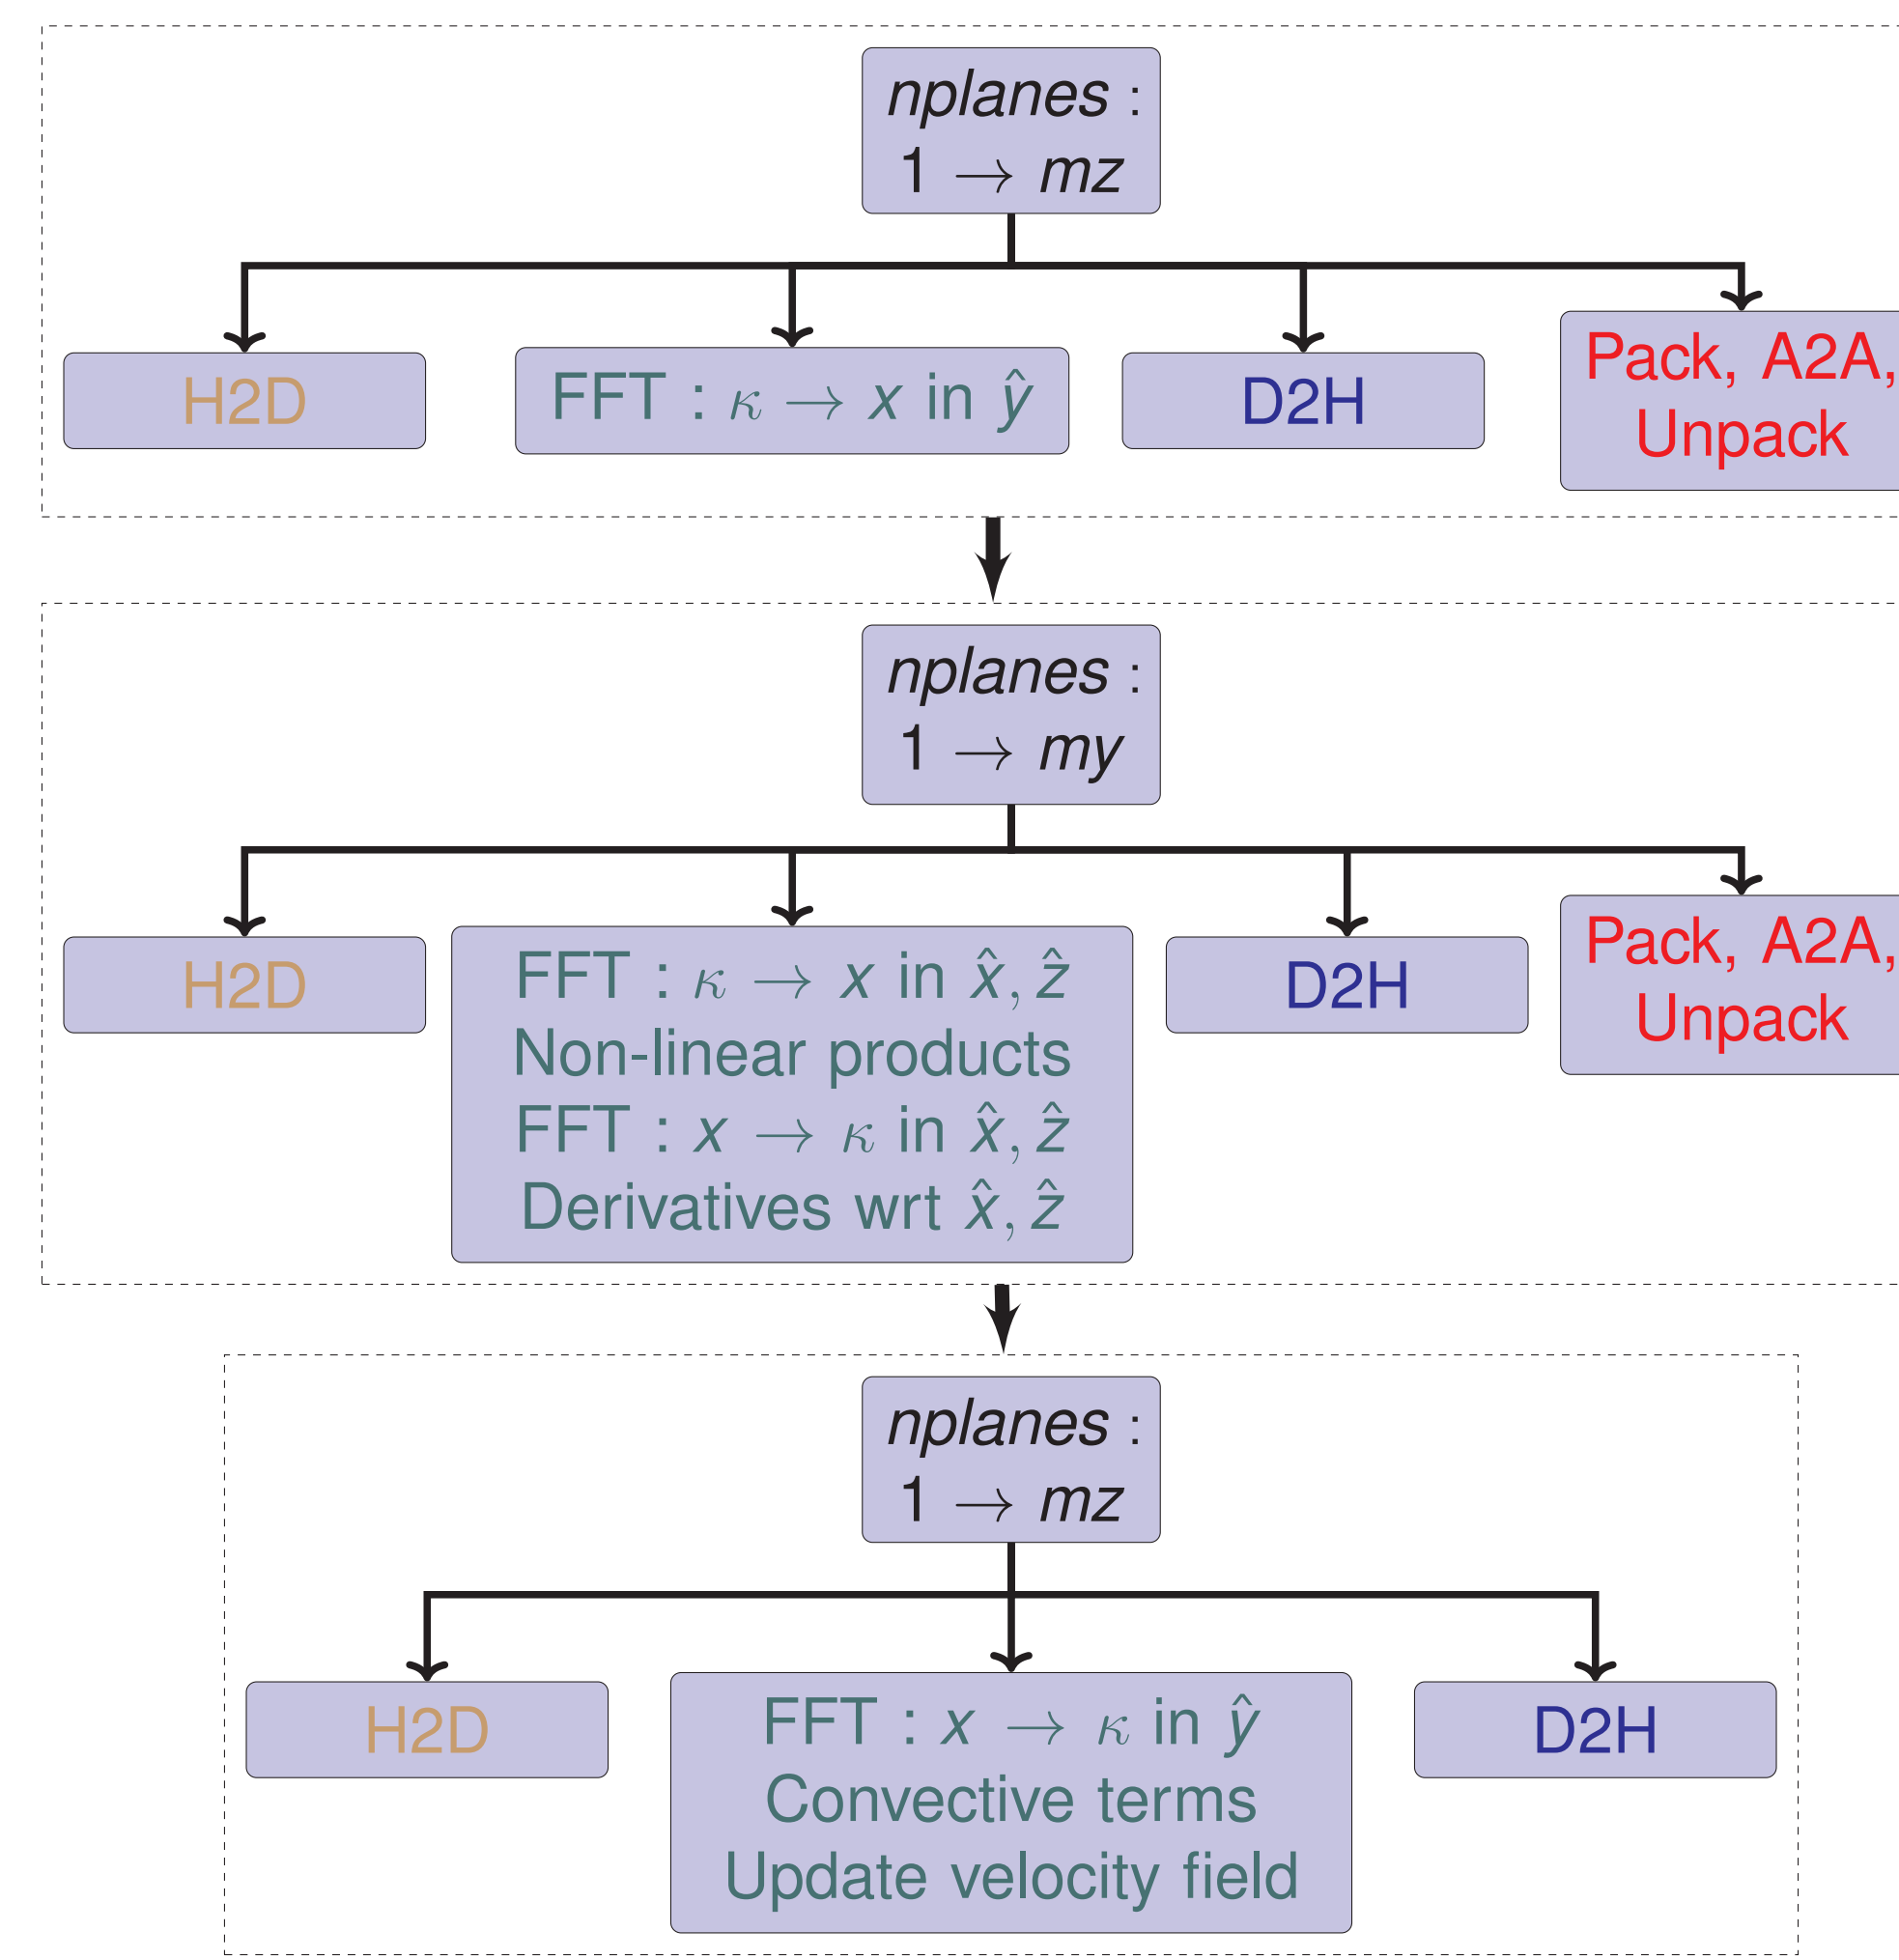 nplanes :
1 → mz
H2D
FFT : κ → x in ŷ
D2H
Pack, A2A,
Unpack
nplanes :
1 → my
H2D
FFT : κ → x in x̂, ẑ
Non-linear products
FFT : x → κ in x̂, ẑ
Derivatives wrt x̂, ẑ
D2H
Pack, A2A,
Unpack
nplanes :
1 → mz
H2D
FFT : x → κ in ŷ
Convective terms
Update velocity field
D2H